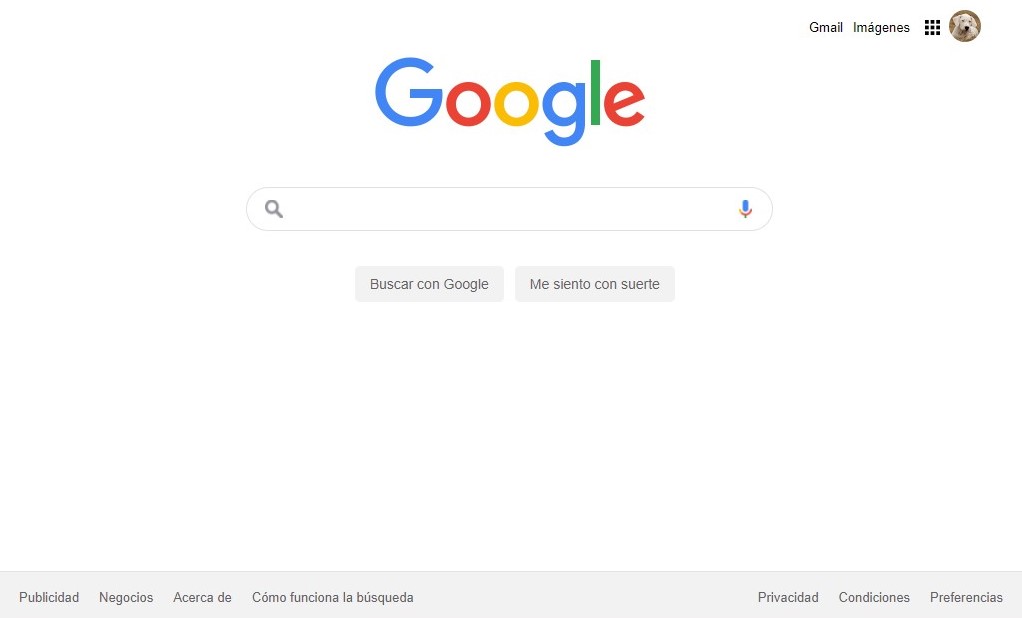 Gmail Imágenes
Google
Buscar con Google Me siento con suerte
Publicidad Negocios Acerca de Cómo funciona la búsqueda Privacidad Condiciones Preferencias